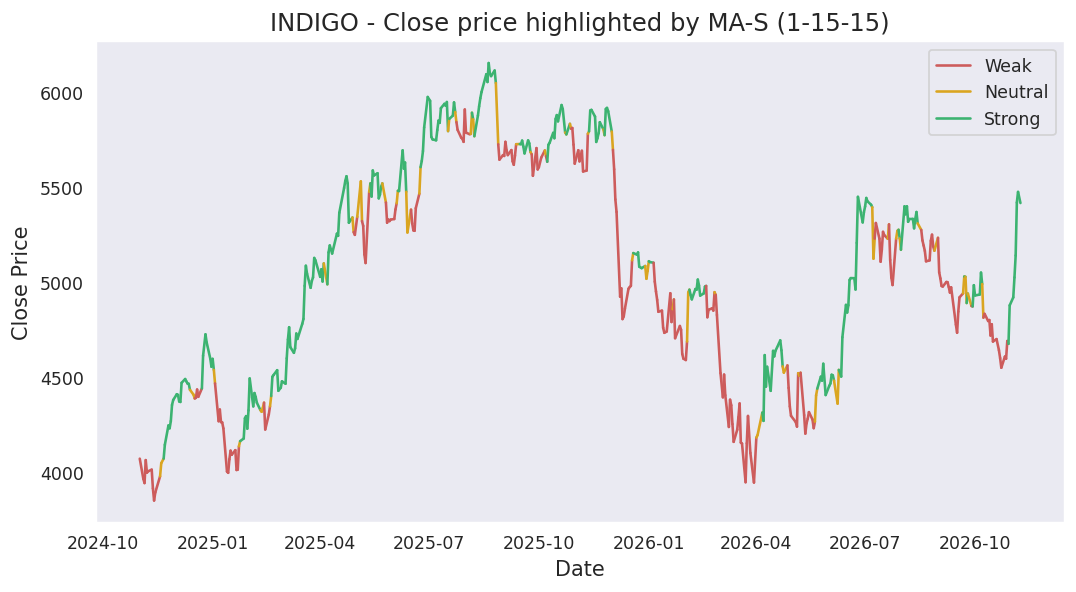 INDIGO - Close price highlighted by MA-S (1-15-15)
Weak
Neutral
Strong
6000
5500
5000
4500
4000
Close Price
2024-10 2025-01 2025-04 2025-07 2025-10 2026-01 2026-04 2026-07 2026-10
Date